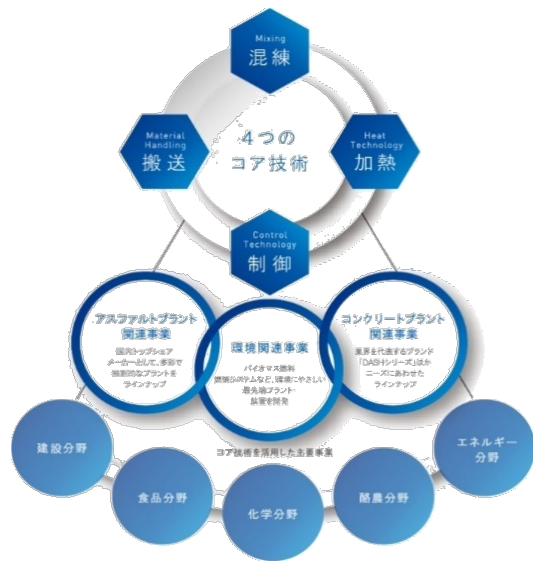 Mixing
混練
4つの
コア技術
Material
Handling
搬送
Heat
Technology
加熱
Control
Technology
制御
アスファルトプラント
関連事業
国内トップシェア
メーカーとして、多彩で
個性的なプラントを
ラインナップ
環境関連事業
バイオマス燃料
システムなど、環境にやさしい
最先端プラント・
装置を開発
コンクリートプラント
関連事業
業界を代表するブランド
「DASHシリーズ」ほか
ニーズにあわせた
ラインナップ
コア技術を活用した主要事業
建設分野
食品分野
化学分野
酪農分野
エネルギー
分野